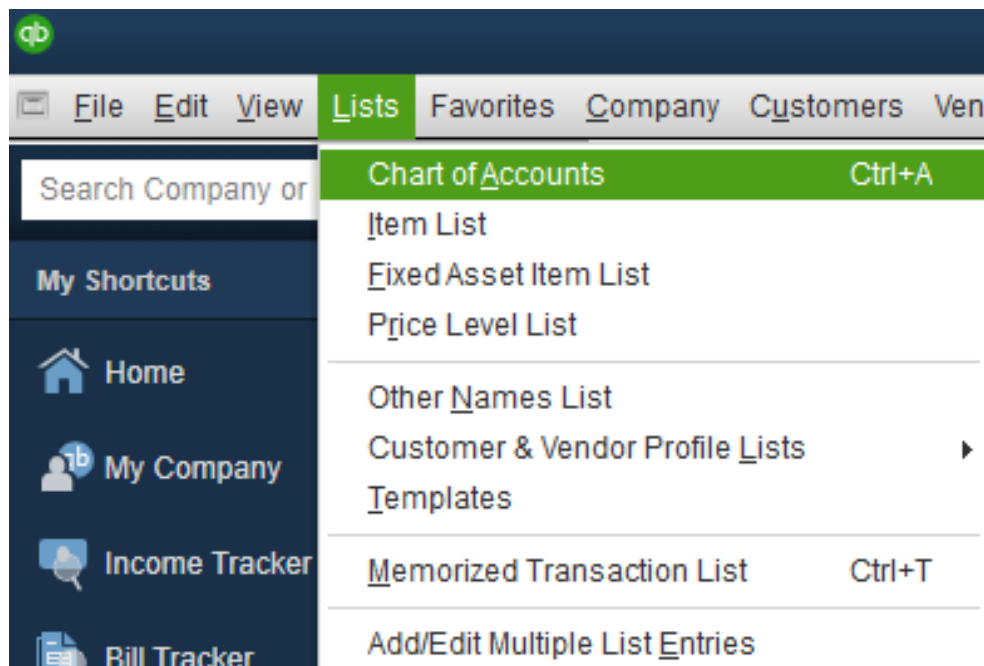 qb
File Edit View Lists Favorites Company Customers Ven
Search Company or
Chart of Accounts Ctrl+A
Item List
Fixed Asset Item List
Price Level List
Other Names List
Customer & Vendor Profile Lists
Templates
Memorized Transaction List Ctrl+T
Add/Edit Multiple List Entries
My Shortcuts
Home
My Company
Income Tracker
Bill Tracker